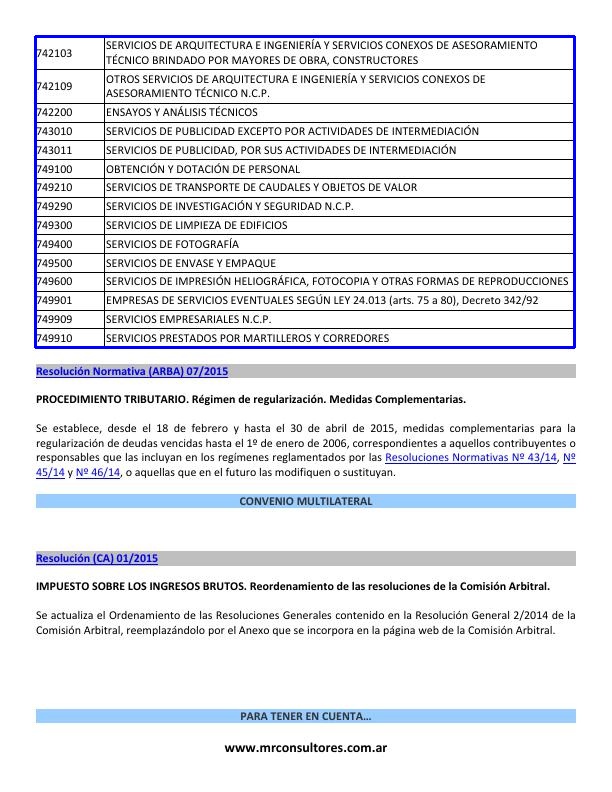 742103 SERVICIOS DE ARQUITECTURA E INGENIERÍA Y SERVICIOS CONEXOS DE ASESORAMIENTO
TÉCNICO BRINDADO POR MAYORES DE OBRA, CONSTRUCTORES
742109 OTROS SERVICIOS DE ARQUITECTURA E INGENIERÍA Y SERVICIOS CONEXOS DE
ASESORAMIENTO TÉCNICO N.C.P.
742200 ENSAYOS Y ANÁLISIS TÉCNICOS
743010 SERVICIOS DE PUBLICIDAD EXCEPTO POR ACTIVIDADES DE INTERMEDIACIÓN
743011 SERVICIOS DE PUBLICIDAD, POR SUS ACTIVIDADES DE INTERMEDIACIÓN
749100 OBTENCIÓN Y DOTACIÓN DE PERSONAL
749210 SERVICIOS DE TRANSPORTE DE CAUDALES Y OBJETOS DE VALOR
749290 SERVICIOS DE INVESTIGACIÓN Y SEGURIDAD N.C.P.
749300 SERVICIOS DE LIMPIEZA DE EDIFICIOS
749400 SERVICIOS DE FOTOGRAFÍA
749500 SERVICIOS DE ENVASE Y EMPAQUE
749600 SERVICIOS DE IMPRESIÓN HELIOGRÁFICA, FOTOCOPIA Y OTRAS FORMAS DE REPRODUCCIONES
749901 EMPRESAS DE SERVICIOS EVENTUALES SEGÚN LEY 24.013 (arts. 75 a 80), Decreto 342/92
749909 SERVICIOS EMPRESARIALES N.C.P.
749910 SERVICIOS PRESTADOS POR MARTILLEROS Y CORREDORES
Resolución Normativa (ARBA) 07/2015
PROCEDIMIENTO TRIBUTARIO. Régimen de regularización. Medidas Complementarias.
Se establece, desde el 18 de febrero y hasta el 30 de abril de 2015, medidas complementarias para la
regularización de deudas vencidas hasta el 1º de enero de 2006, correspondientes a aquellos contribuyentes o
responsables que las incluyan en los regímenes reglamentados por las Resoluciones Normativas Nº 43/14, Nº
45/14 y Nº 46/14, o aquellas que en el futuro las modifiquen o sustituyan.
CONVENIO MULTILATERAL
Resolución (CA) 01/2015
IMPUESTO SOBRE LOS INGRESOS BRUTOS. Reordenamiento de las resoluciones de la Comisión Arbitral.
Se actualiza el Ordenamiento de las Resoluciones Generales contenido en la Resolución General 2/2014 de la
Comisión Arbitral, reemplazándolo por el Anexo que se incorpora en la página web de la Comisión Arbitral.
PARA TENER EN CUENTA…
www.mrconsultores.com.ar